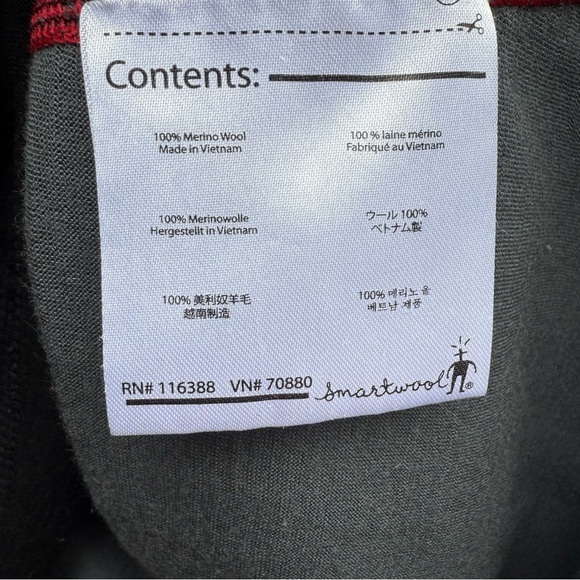 Contents:
100% Merino Wool
Made in Vietnam
100 % laine mérino
Fabriqué au Vietnam
100% Merinowolle
Hergestellt in Vietnam
ウール 100%
ベトナム製
100% 美利奴羊毛
越南制造
100% 메리노 울
베트남 제품
RN# 116388 VN# 70880
smartwool®